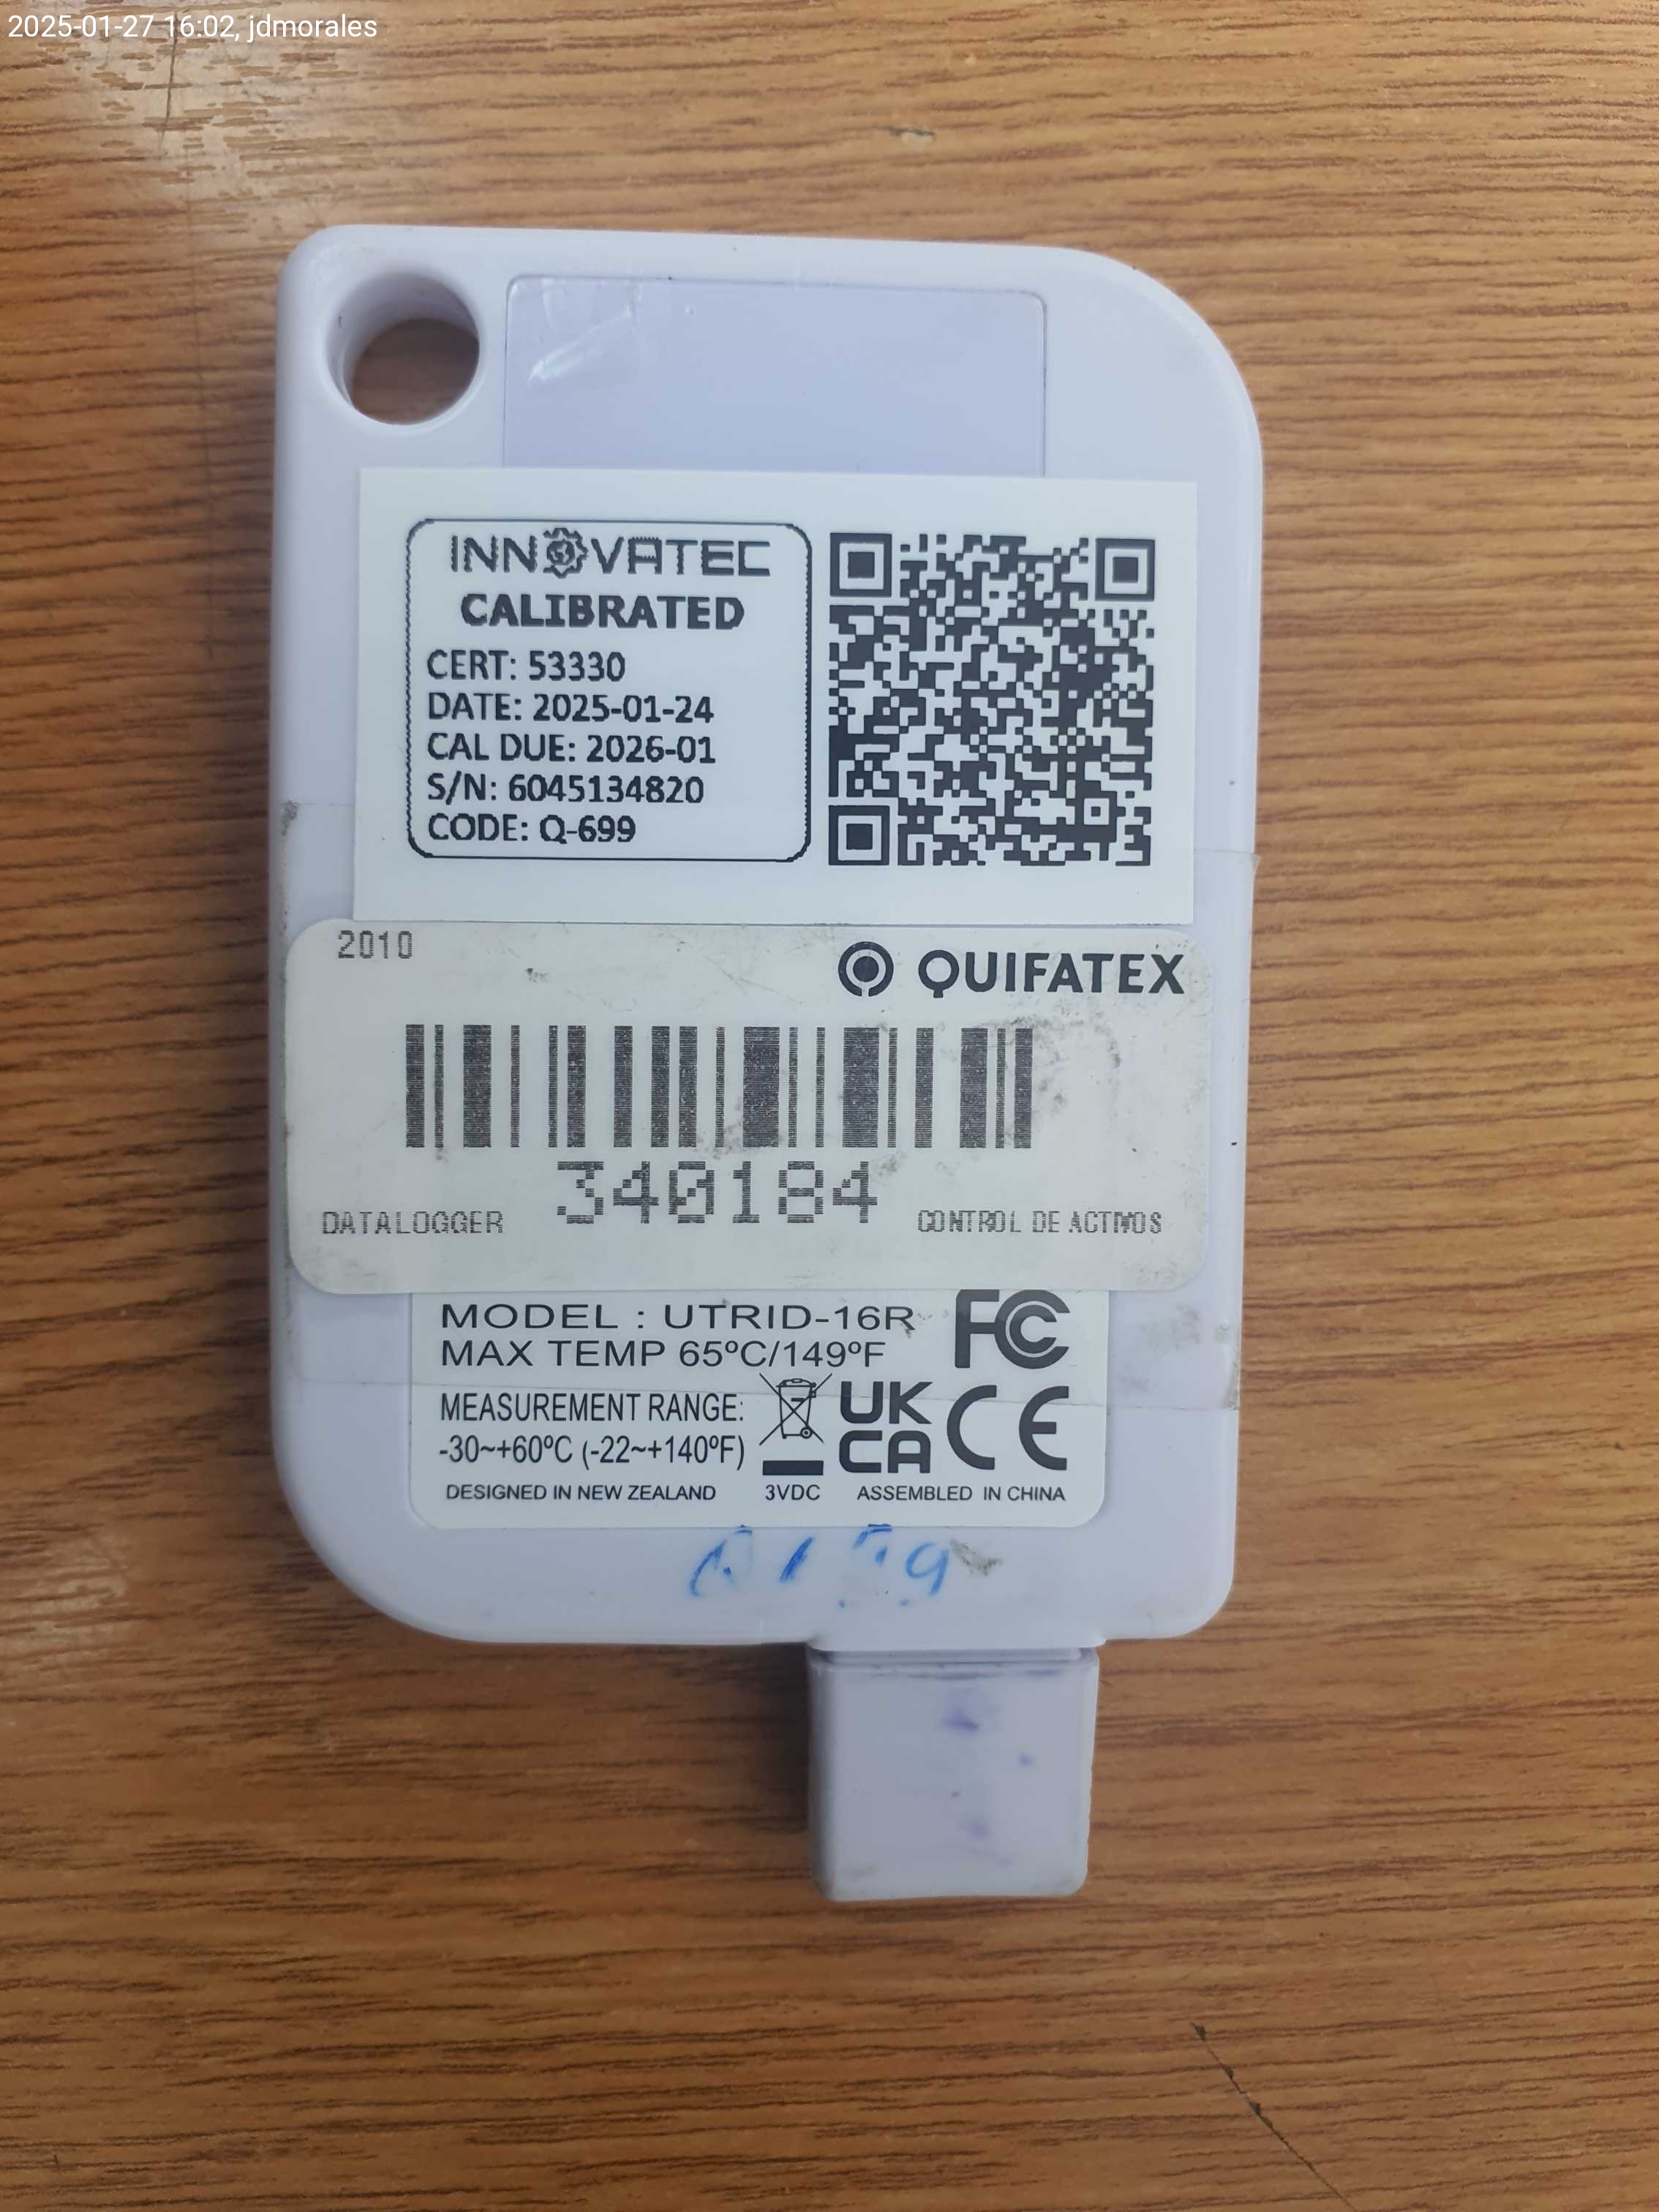 2025-01-27 16:02, jdmorales
INNOVATEC
CALIBRATED
CERT: 53330
DATE: 2025-01-24
CAL DUE: 2026-01
S/N: 6045134820
CODE: Q-699
2010
QUIFATEX
340184
DATALOGGER
CONTROL DE ACTIVOS
MODEL : UTRID-16R
FC
MAX TEMP 65ºC/149ºF
MEASUREMENT RANGE:
-30~+60ºC (-22~+140ºF)
UK
CA
CE
DESIGNED IN NEW ZEALAND
3VDC
ASSEMBLED IN CHINA